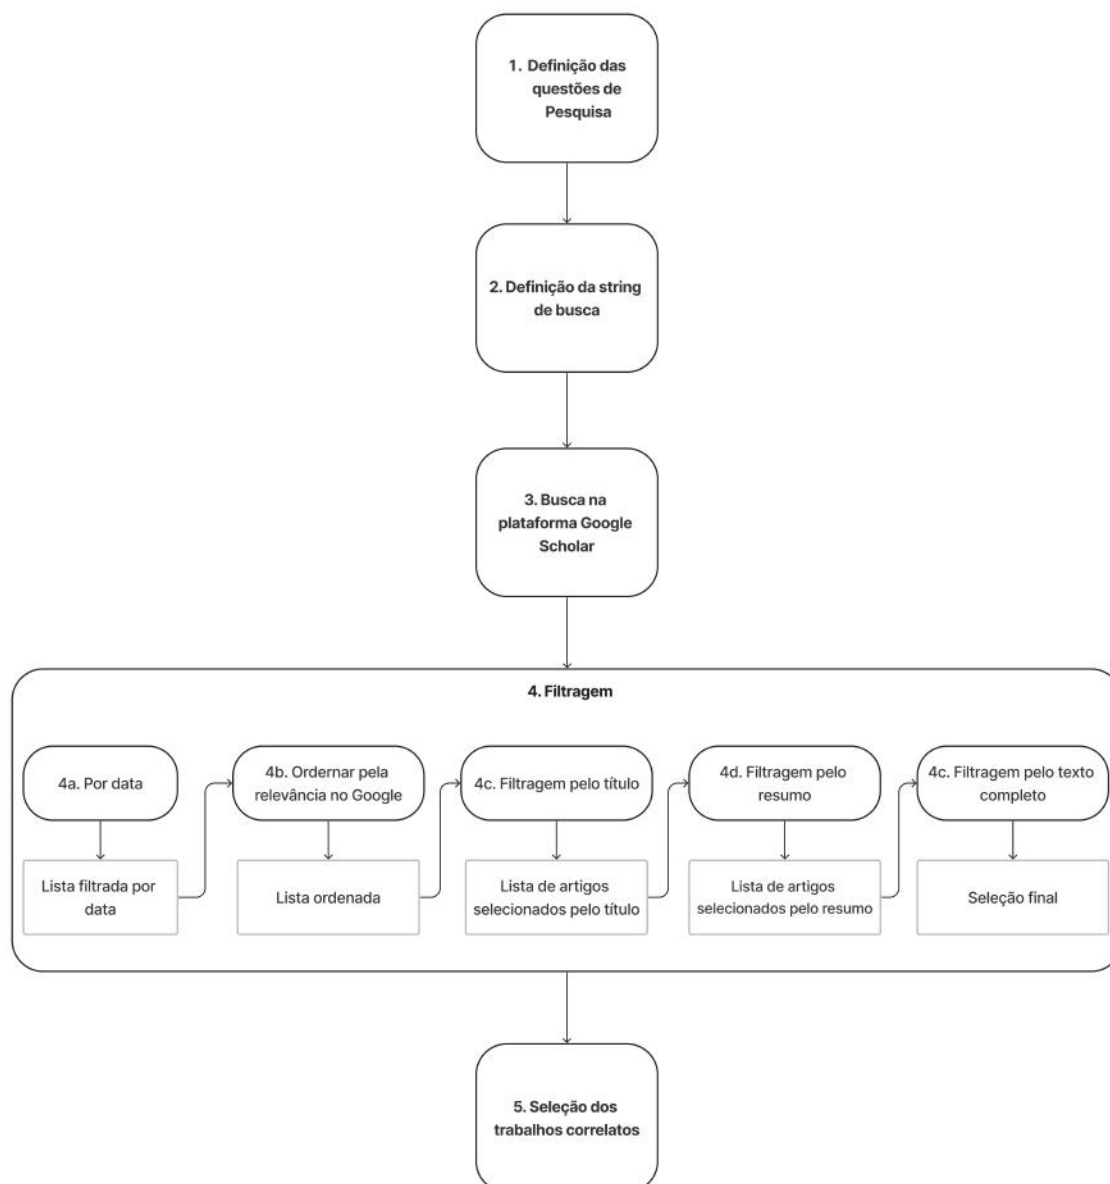 1. Definição das
questões de
Pesquisa
2. Definição da string
de busca
3. Busca na
plataforma Google
Scholar
4. Filtragem
4a. Por data
4b. Ordernar pela
relevância no Google
4c. Filtragem pelo título
4d. Filtragem pelo
resumo
4c. Filtragem pelo texto
completo
Lista filtrada por
data
Lista ordenada
Lista de artigos
selecionados pelo título
Lista de artigos
selecionados pelo resumo
Seleção final
5. Seleção dos
trabalhos correlatos